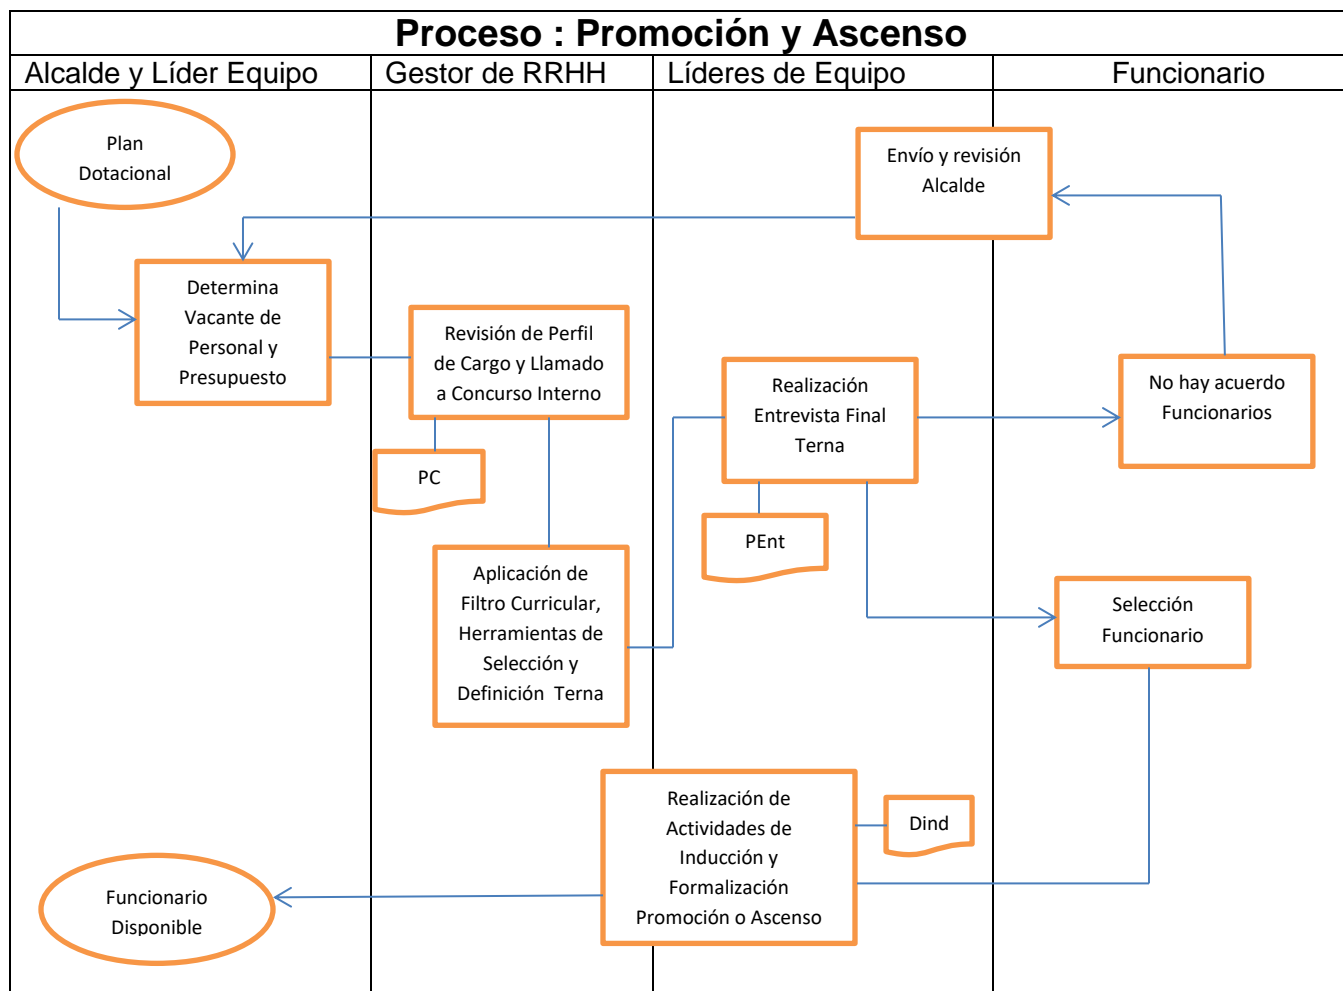 Proceso : Promoción y Ascenso
Alcalde y Líder Equipo
Gestor de RRHH
Líderes de Equipo
Funcionario
Plan
Dotacional
Envío y revisión
Alcalde
Determina
Vacante de
Personal y
Presupuesto
Revisión de Perfil
de Cargo y Llamado
a Concurso Interno
Realización
Entrevista Final
Terna
No hay acuerdo
Funcionarios
PC
PEnt
Aplicación de
Filtro Curricular,
Herramientas de
Selección y
Definición Terna
Selección
Funcionario
Realización de
Actividades de
Inducción y
Formalización
Promoción o Ascenso
Dind
Funcionario
Disponible